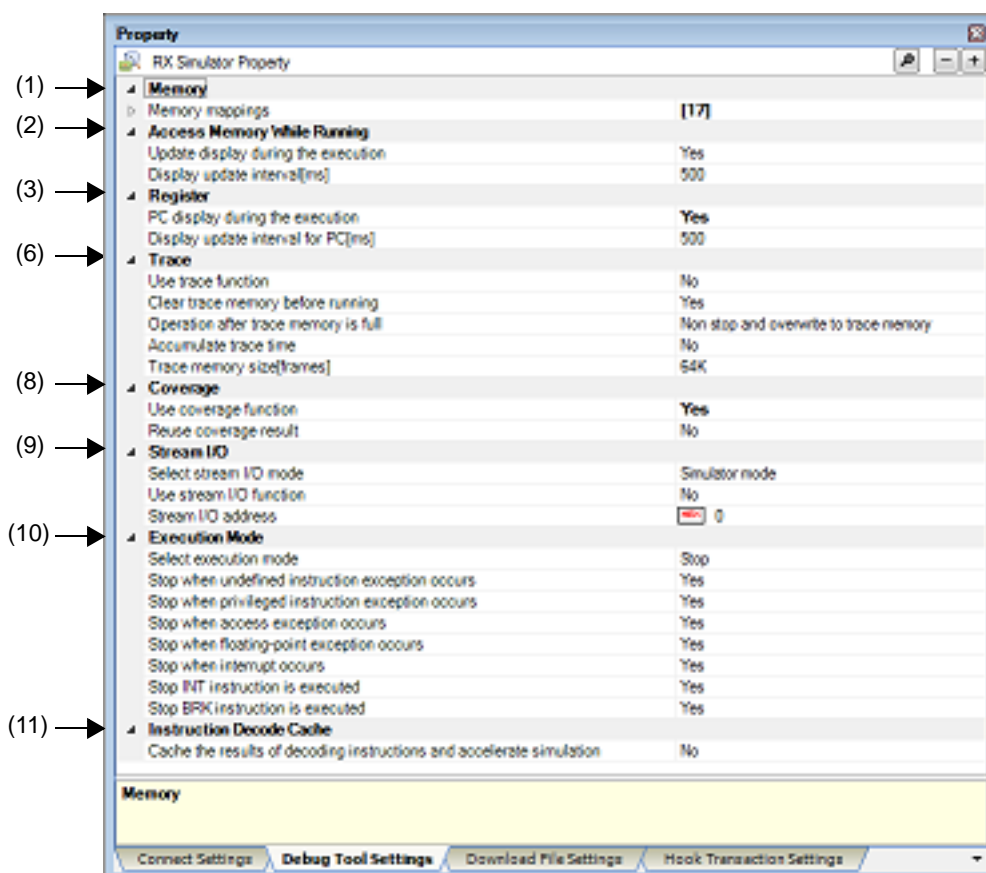 Property
RX Simulator Property
(1) Memory
Memory mappings [17]
(2) Access Memory While Running
Update display during the execution Yes
Display update interval[ms] 500
(3) Register
PC display during the execution Yes
Display update interval for PC[ms] 500
(6) Trace
Use trace function No
Clear trace memory before running Yes
Operation after trace memory is full Non stop and overwrite to trace memory
Accumulate trace time No
Trace memory size[frames] 64K
(8) Coverage
Use coverage function Yes
Reuse coverage result No
(9) Stream I/O
Select stream I/O mode Simulator mode
Use stream I/O function No
Stream I/O address 0
(10) Execution Mode
Select execution mode Stop
Stop when undefined instruction exception occurs Yes
Stop when privileged instruction exception occurs Yes
Stop when access exception occurs Yes
Stop when floating-point exception occurs Yes
Stop when interrupt occurs Yes
Stop INT instruction is executed Yes
Stop BRK instruction is executed Yes
(11) Instruction Decode Cache
Cache the results of decoding instructions and accelerate simulation No
Memory
Connect Settings Debug Tool Settings Download File Settings Hook Transaction Settings